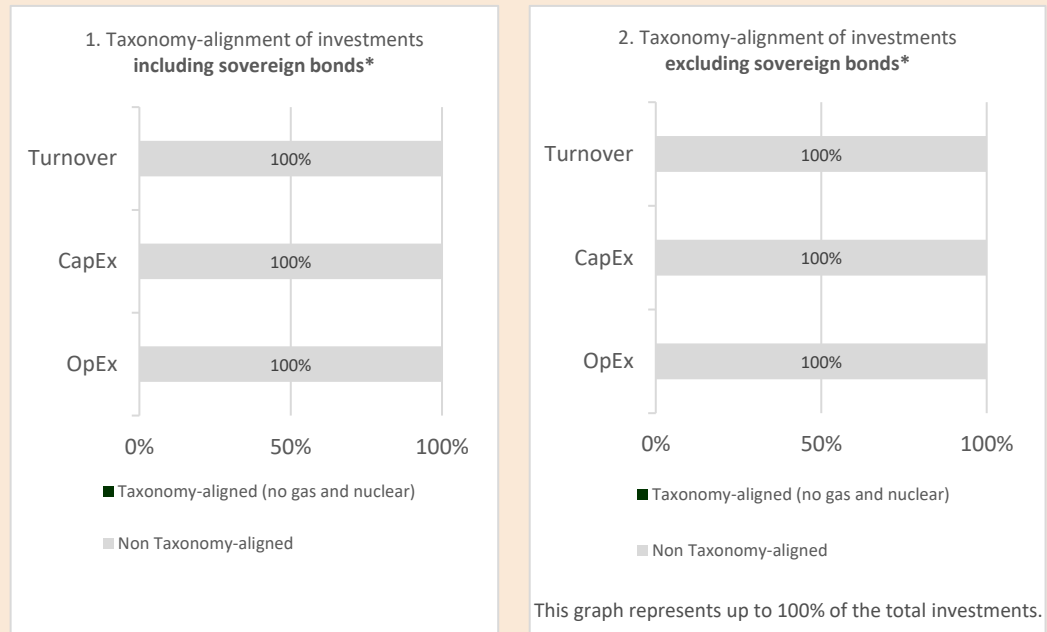 1. Taxonomy-alignment of investments
including sovereign bonds*
Turnover
100%
CapEx
100%
OpEx
100%
0%
50%
100%
Taxonomy-aligned (no gas and nuclear)
Non Taxonomy-aligned
2. Taxonomy-alignment of investments
excluding sovereign bonds*
Turnover
100%
CapEx
100%
OpEx
100%
0%
50%
100%
Taxonomy-aligned (no gas and nuclear)
Non Taxonomy-aligned
This graph represents up to 100% of the total investments.